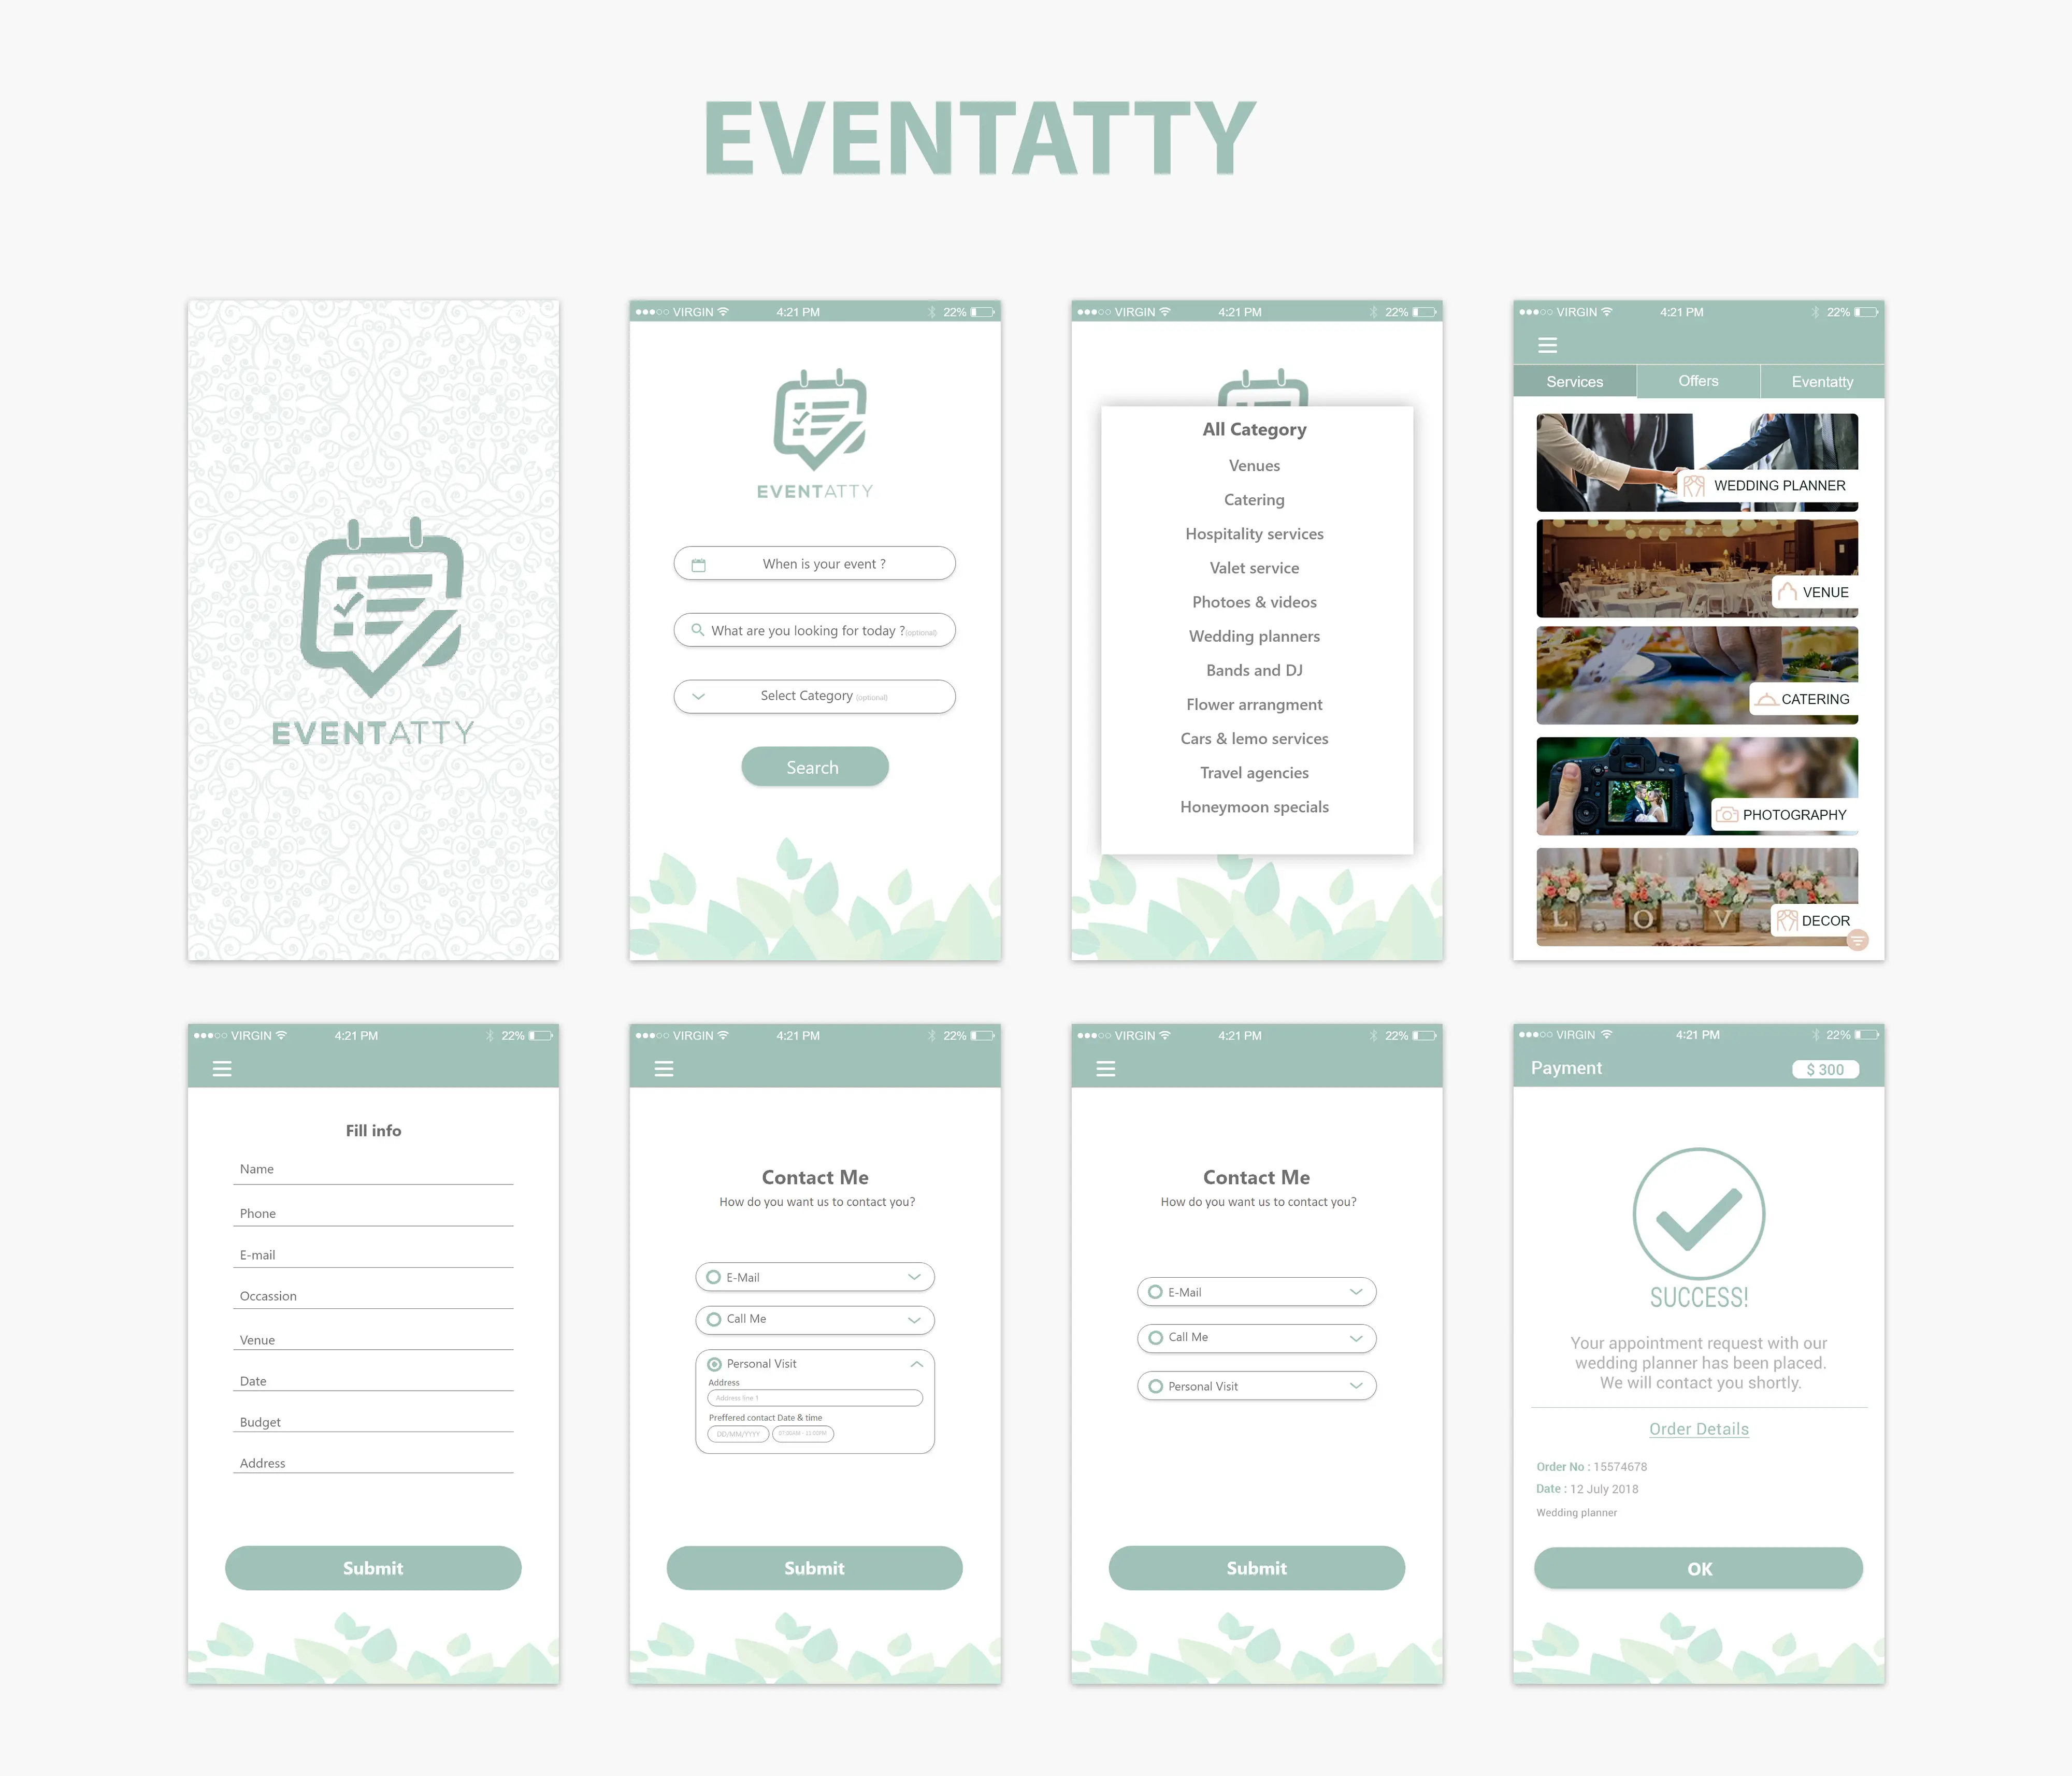 EVENTATTY
EVENTATTY
VIRGIN 4:21 PM 22%
EVENTATTY
When is your event ?
What are you looking for today ?(optional)
Select Category (optional)
Search
VIRGIN 4:21 PM 22%
All Category
Venues
Catering
Hospitality services
Valet service
Photoes & videos
Wedding planners
Bands and DJ
Flower arrangment
Cars & lemo services
Travel agencies
Honeymoon specials
VIRGIN 4:21 PM 22%
Services Offers Eventatty
WEDDING PLANNER
VENUE
CATERING
PHOTOGRAPHY
L O V
DECOR
VIRGIN 4:21 PM 22%
Fill info
Name
Phone
E-mail
Occassion
Venue
Date
Budget
Address
Submit
VIRGIN 4:21 PM 22%
Contact Me
How do you want us to contact you?
E-Mail
Call Me
Personal Visit
Address
Address line 1
Preffered contact Date & time
DD/MM/YYYY
Submit
VIRGIN 4:21 PM 22%
Contact Me
How do you want us to contact you?
E-Mail
Call Me
Personal Visit
Submit
VIRGIN 4:21 PM 22%
Payment $ 300
SUCCESS!
Your appointment request with our
wedding planner has been placed.
We will contact you shortly.
Order Details
Order No : 15574678
Date : 12 July 2018
Wedding planner
OK